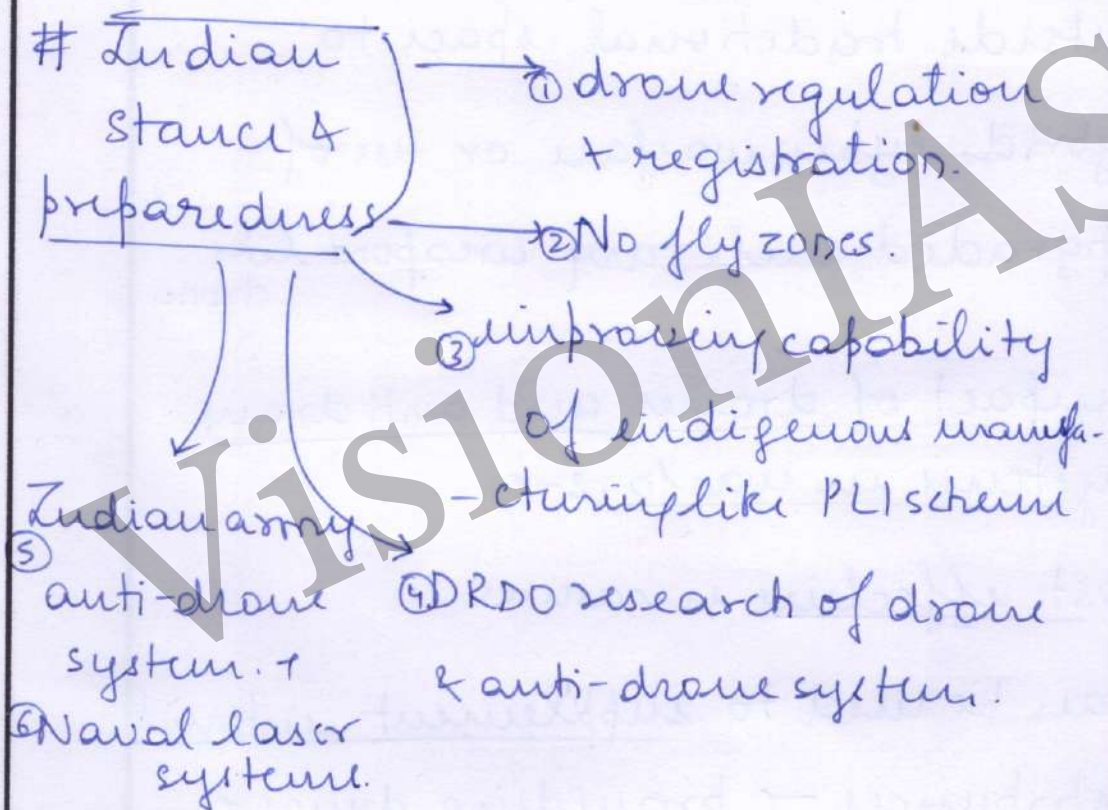 # Indian
stance &
preparedness
① drone regulation
+ registration.
② No fly zones.
③ improving capability
of indigenous manufa-
-cturing like PLI scheme
④ DRDO research of drone
& anti-drone system.
⑤ Indian army
anti-drone
system. +
⑥ Naval laser
systems.
VisionIAS